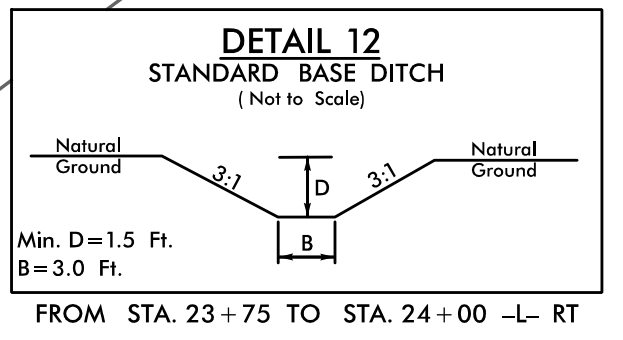 DETAIL 12
STANDARD BASE DITCH
( Not to Scale)
Natural
Ground
3:1
D
3:1
Natural
Ground
Min. D=1.5 Ft.
B
B=3.0 Ft.
FROM STA. 23+75 TO STA. 24+00 -L- RT